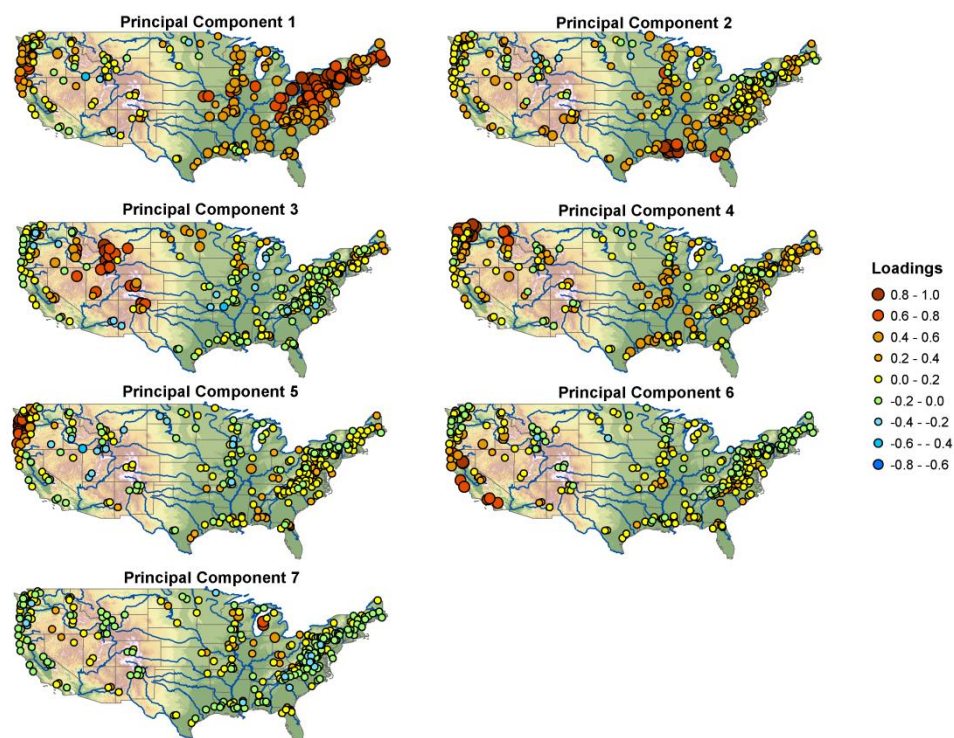 Principal Component 1
Principal Component 2
Principal Component 3
Principal Component 4
Principal Component 5
Principal Component 6
Principal Component 7
Loadings
0.8 - 1.0
0.6 - 0.8
0.4 - 0.6
0.2 - 0.4
0.0 - 0.2
-0.2 - 0.0
-0.4 - -0.2
-0.6 - - 0.4
-0.8 - -0.6